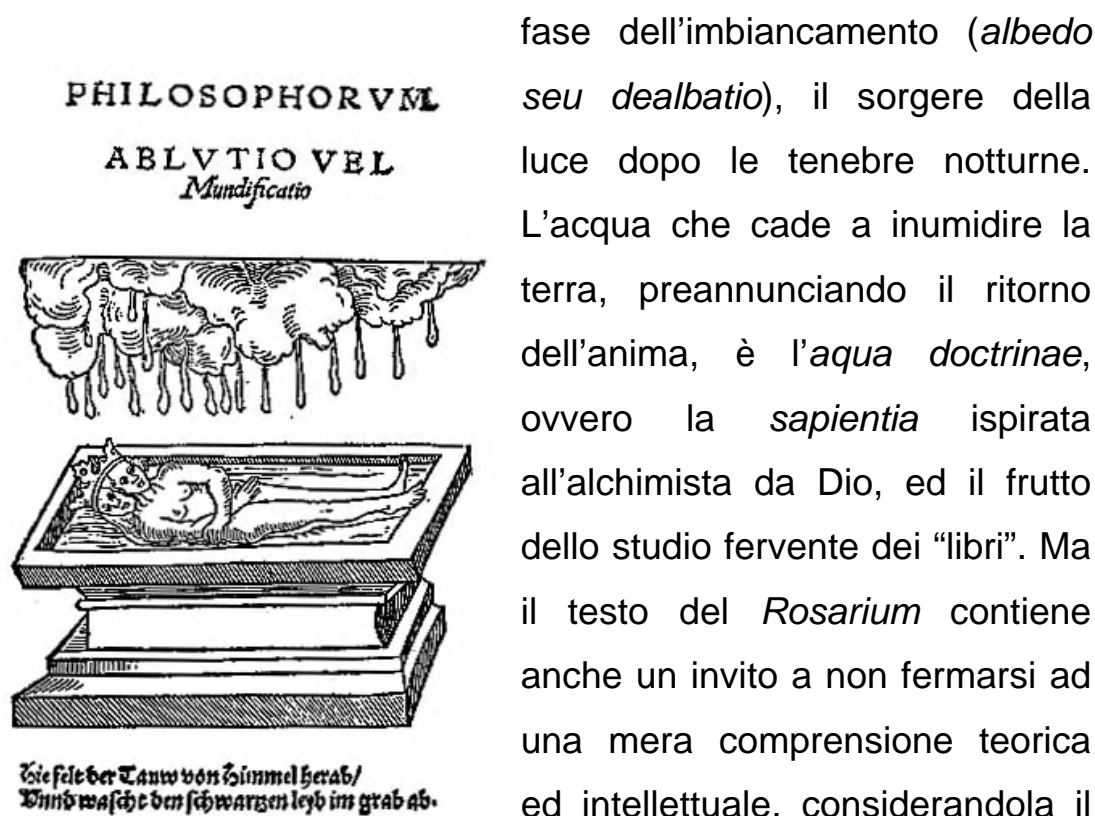 PHILOSOPHORVM
ABLVTIO VEL
Mundificatio
Hie felt der Tauw von Himmel herab/
Vnnd wascht den schwartzen leyb im grab ab.
fase dell'imbiancamento (albedo
seu dealbatio), il sorgere della
luce dopo le tenebre notturne.
L'acqua che cade a inumidire la
terra, preannunciando il ritorno
dell'anima, è l'aqua doctrinae,
ovvero la sapientia ispirata
all'alchimista da Dio, ed il frutto
dello studio fervente dei “libri”. Ma
il testo del Rosarium contiene
anche un invito a non fermarsi ad
una mera comprensione teorica
ed intellettuale, considerandola il